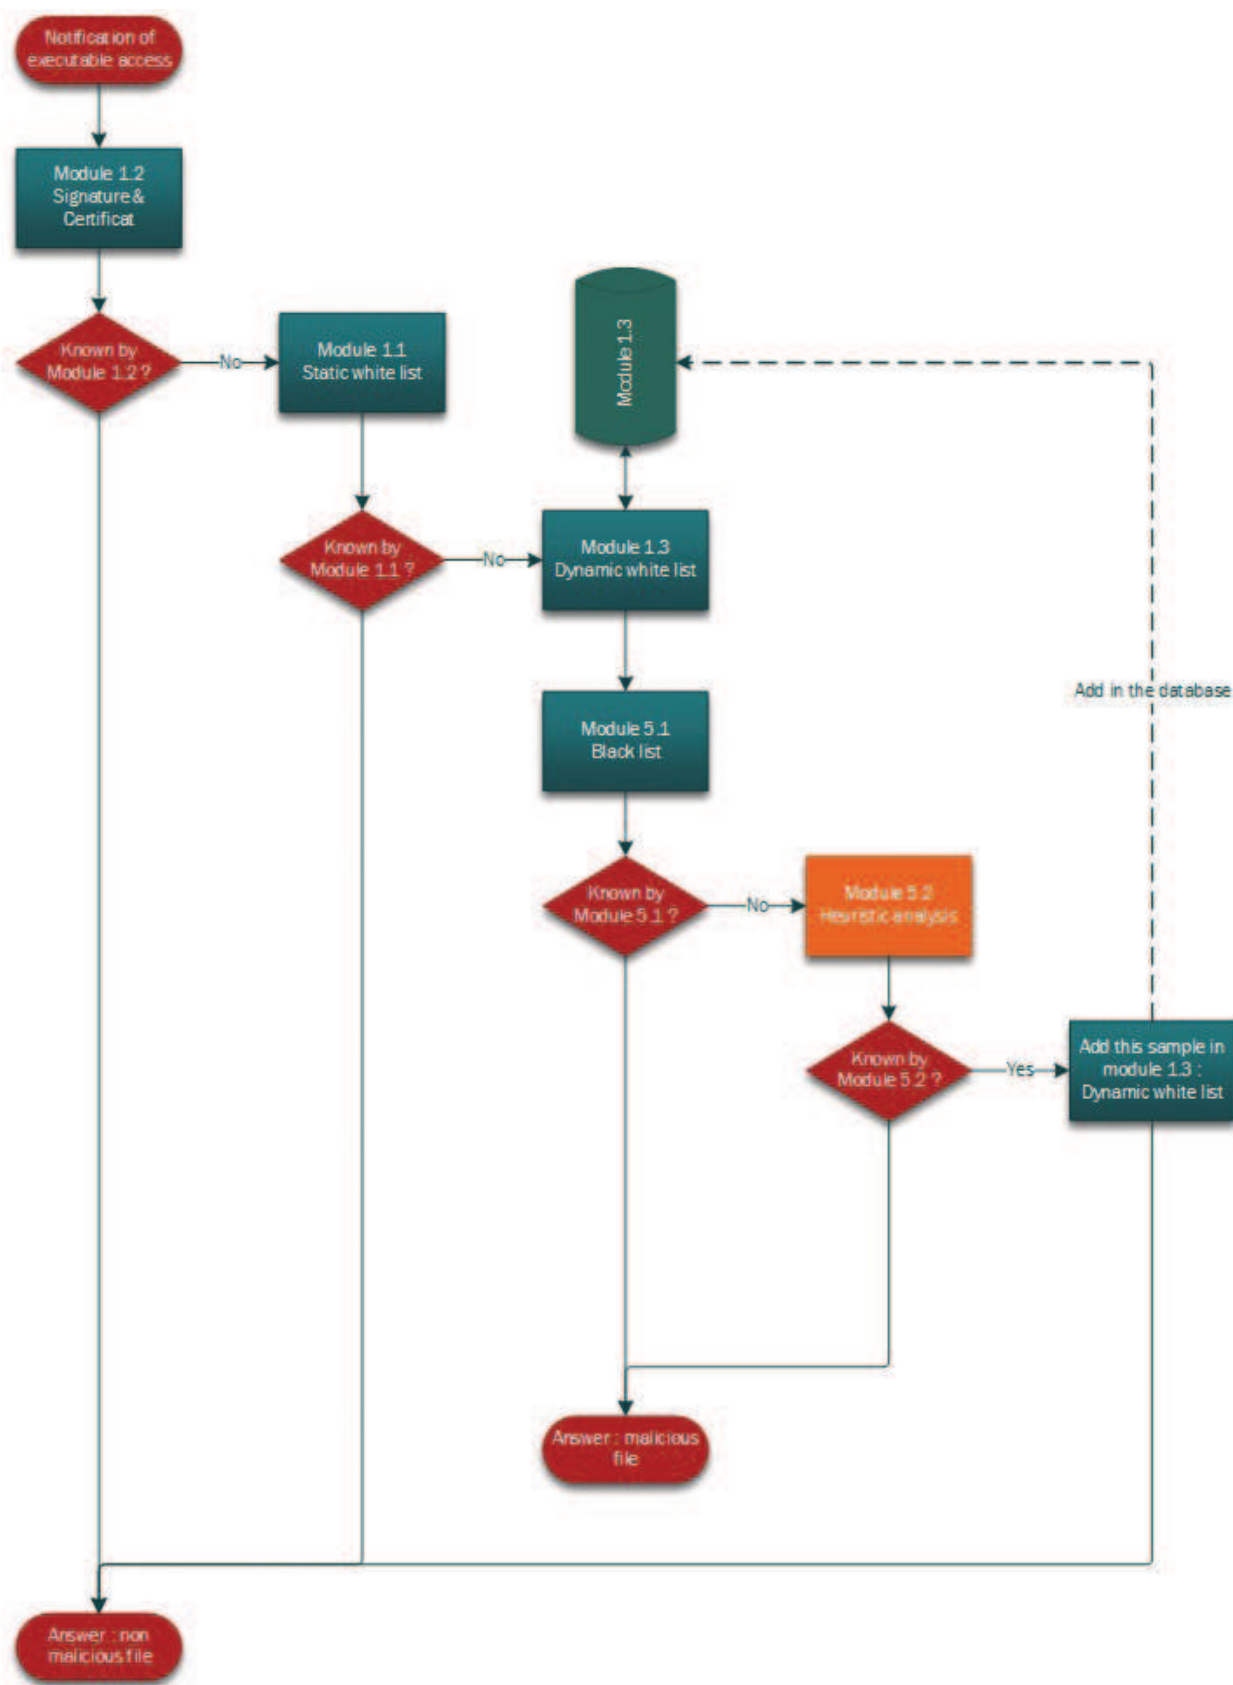 Notification of
executable access
Module 1.2
Signature &
Certificat
Known by
Module 1.2 ?
No
Module 1.1
Static white list
Module 1.3
Known by
Module 1.1 ?
No
Module 1.3
Dynamic white list
Add in the database
Module 5.1
Black list
Known by
Module 5.1 ?
No
Module 5.2
Heuristic analysis
Known by
Module 5.2 ?
Yes
Add this sample in
module 1.3 :
Dynamic white list
Answer : malicious
file
Answer : non
malicious file